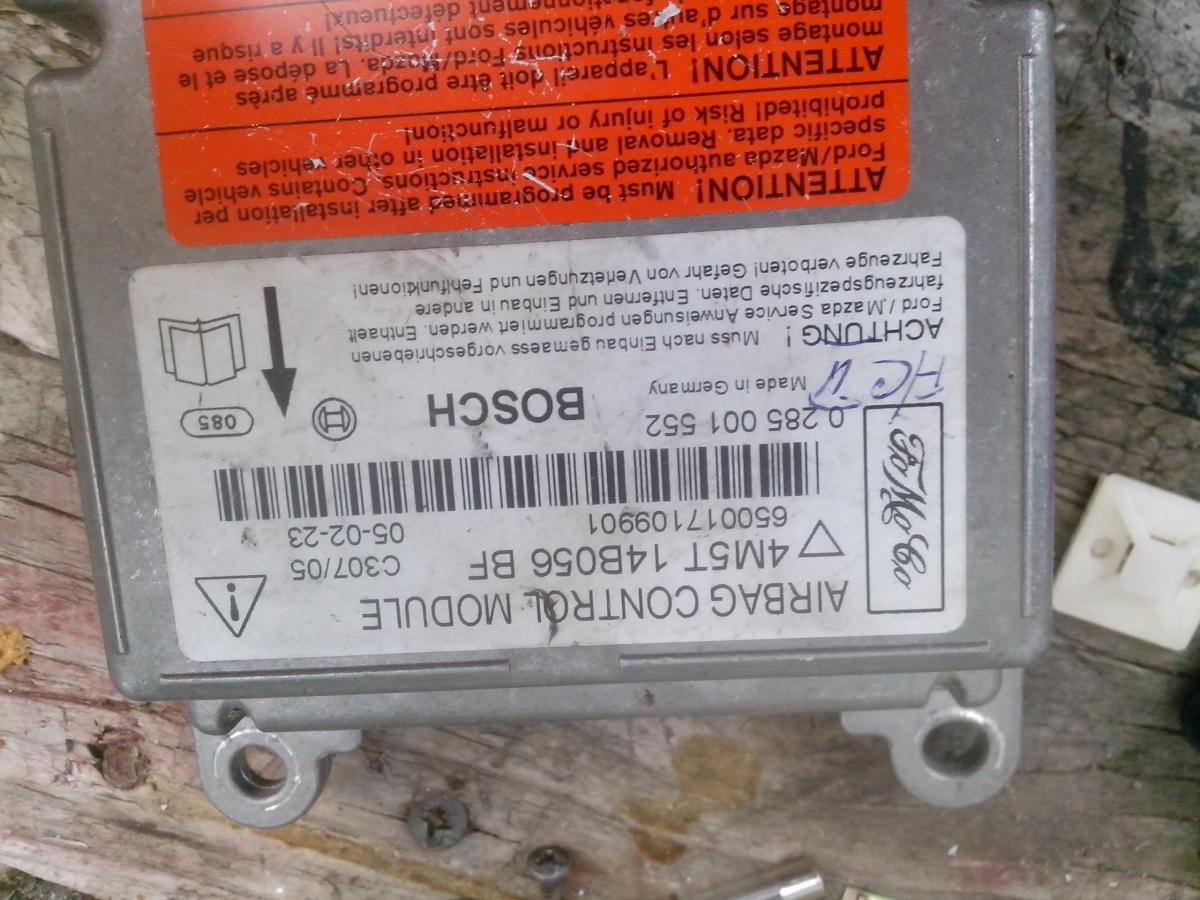 AIRBAG CONTROL MODULE
4M5T 14B056 BF
C307/05
650017109901
05-02-23
FoMoCo
0 285 001 552
BOSCH
085
Made in Germany
ACHTUNG ! Muss nach Einbau gemaess vorgeschriebenen
Ford / Mazda Service Anweisungen programmiert werden. Enthaelt
fahrzeugspezifische Daten. Entfernen und Einbau in andere
Fahrzeuge verboten! Gefahr von Verletzungen und Fehlfunktionen!
ATTENTION! Must be programmed after installation per
Ford/Mazda authorized service instructions. Contains vehicle
specific data. Removal and installation in other vehicles
prohibited! Risk of injury or malfunction!
ATTENTION! L'appareil doit être programmé après
montage selon les instructions Ford/Mazda. La dépose et le
montage sur d'autres véhicules sont interdits! Il y a risque
fonctionnement défectueux!